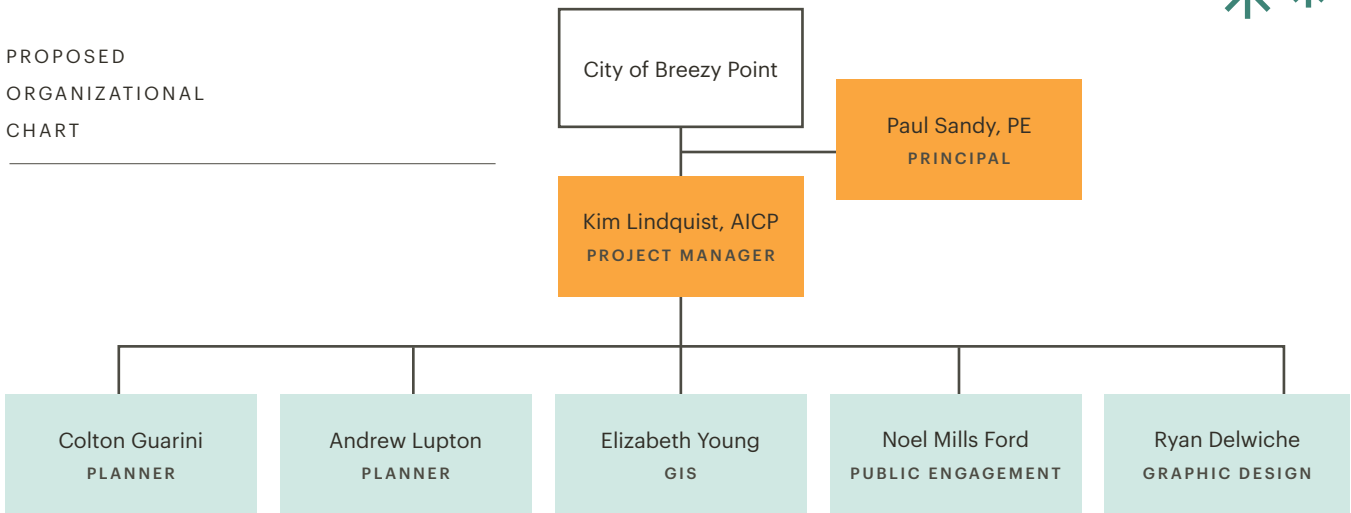 PROPOSED
ORGANIZATIONAL
CHART
City of Breezy Point
Paul Sandy, PE
PRINCIPAL
Kim Lindquist, AICP
PROJECT MANAGER
Colton Guarini
PLANNER
Andrew Lupton
PLANNER
Elizabeth Young
GIS
Noel Mills Ford
PUBLIC ENGAGEMENT
Ryan Delwiche
GRAPHIC DESIGN